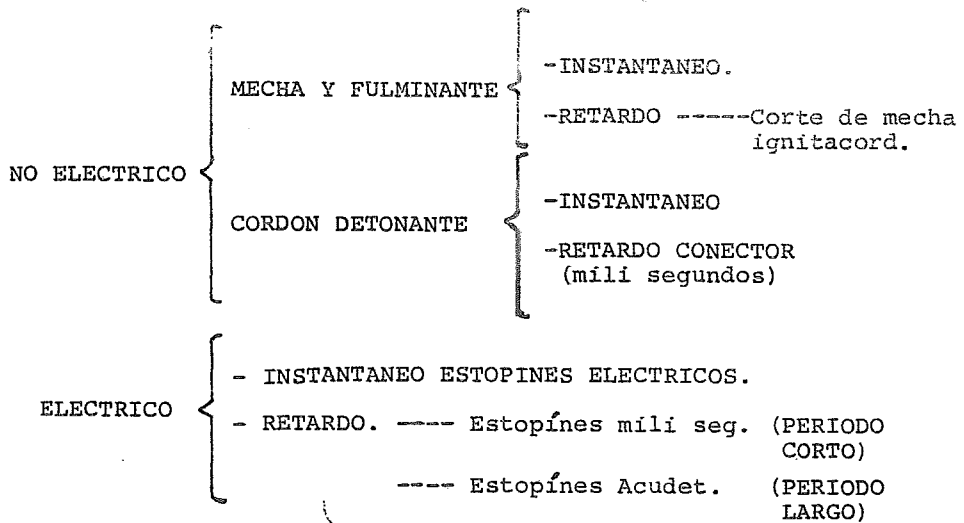 -INSTANTANEO.
MECHA Y FULMINANTE
-RETARDO -----Corte de mecha
ignitacord.
NO ELECTRICO
-INSTANTANEO
CORDON DETONANTE
-RETARDO CONECTOR
(mili segundos)
- INSTANTANEO ESTOPINES ELECTRICOS.
ELECTRICO
- RETARDO. ---- Estopínes míli seg. (PERIODO
CORTO)
---- Estopínes Acudet. (PERIODO
LARGO)